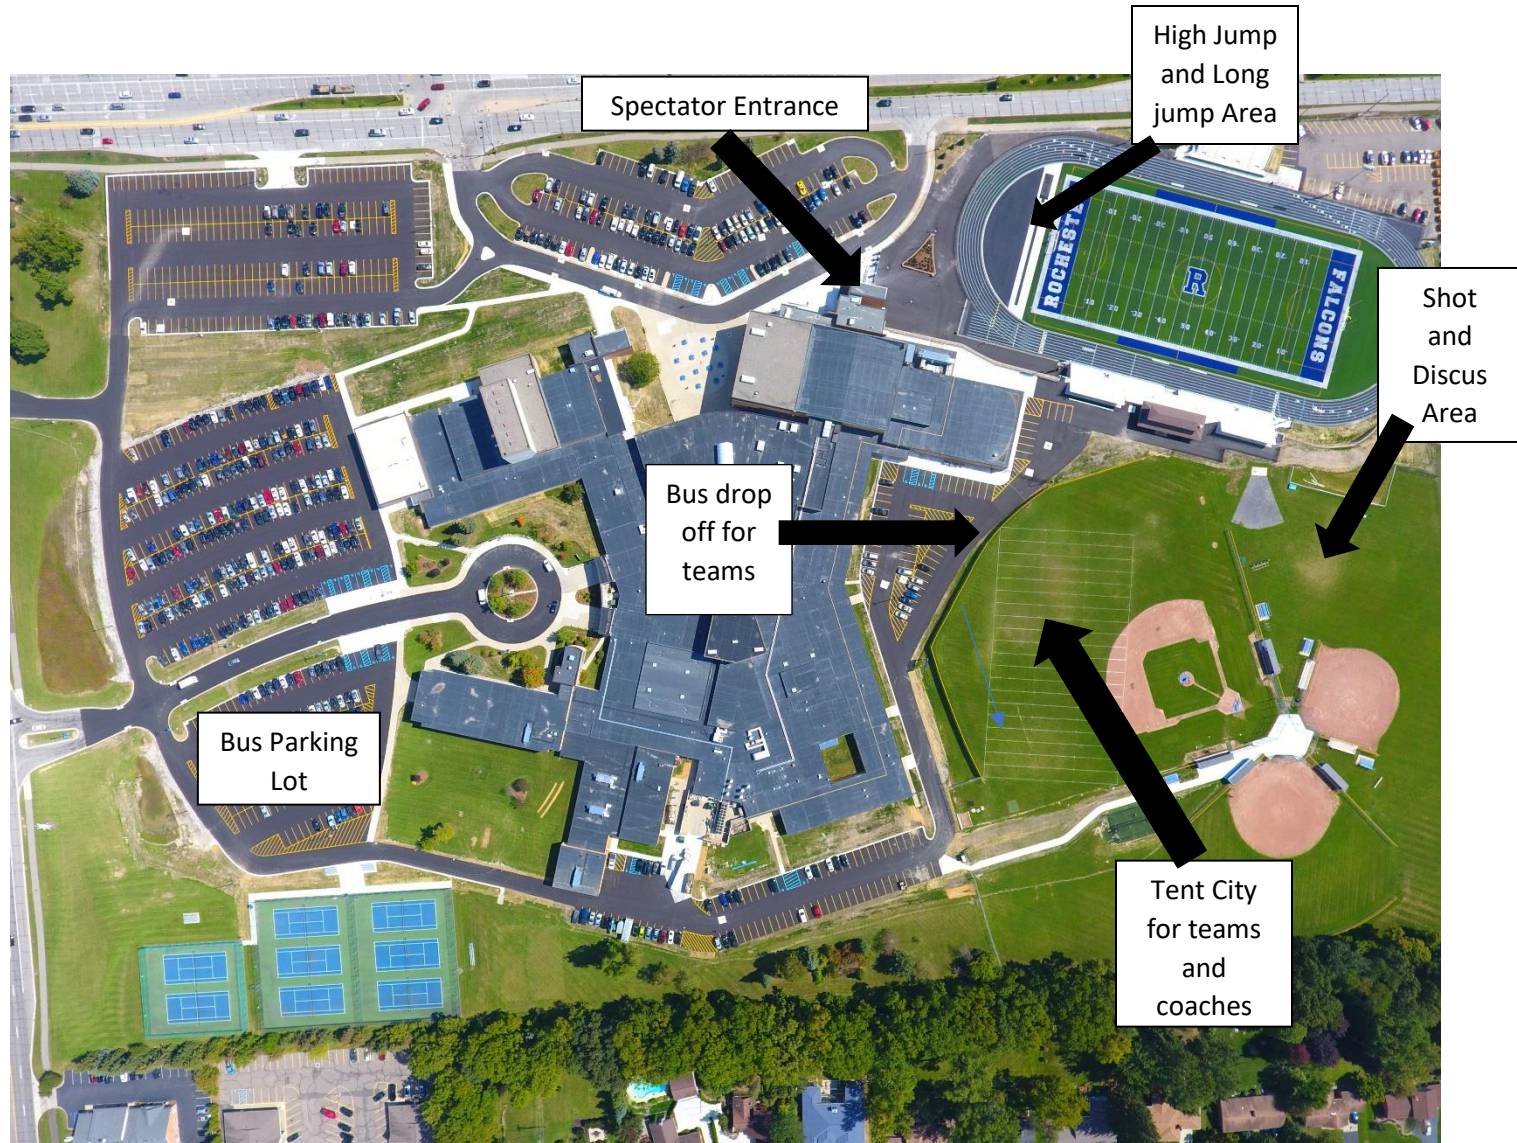 High Jump
and Long
jump Area
Spectator Entrance
ROCHESTE
FALCONS
R
Shot
and
Discus
Area
Bus drop
off for
teams
Bus Parking
Lot
Tent City
for teams
and
coaches